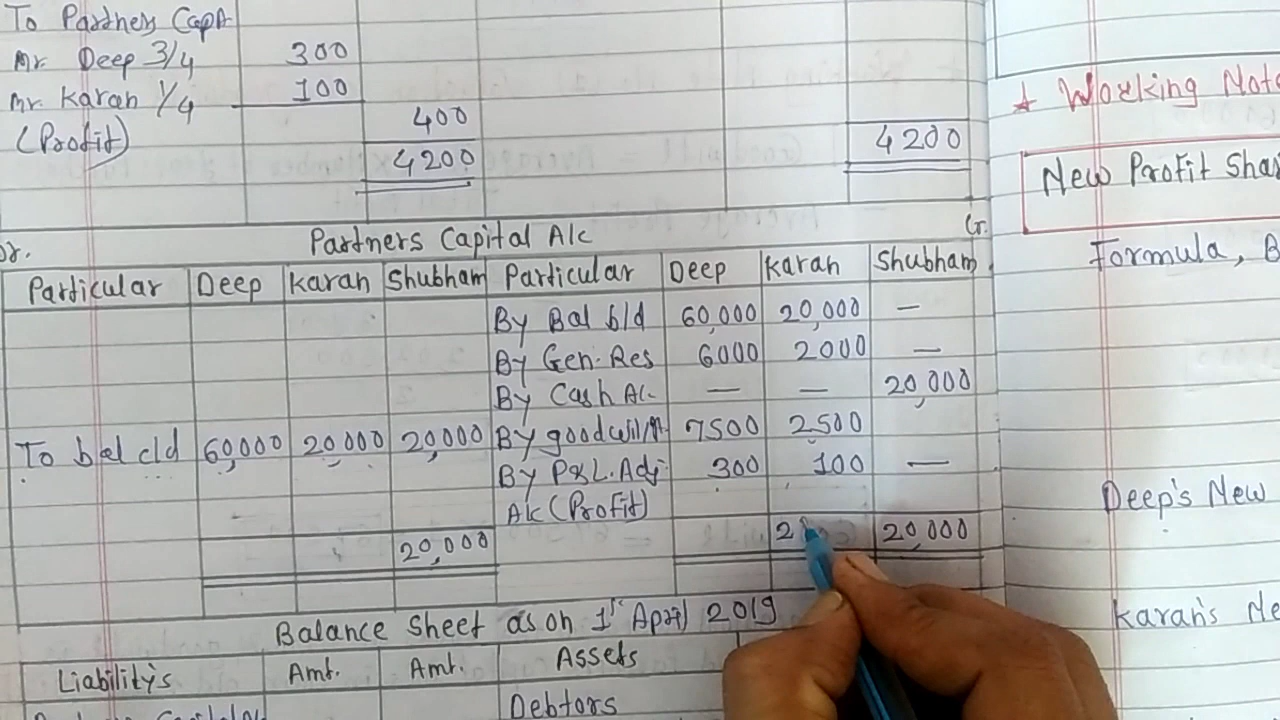 To Partners Cap A
Mr. Deep 3/4 300
Mr. Karan 1/4 100
400
(Profit) 4200 4200
Dr. Partners Capital A/c Cr.
Particular Deep Karan Shubham Particular Deep Karan Shubham
By Bal b/d 60,000 20,000 —
By Gen. Res 6000 2000 —
By Cash A/c — — 20,000
To bal c/d 60,000 20,000 20,000 By goodwill A 7500 2,500
By P&L. Adj 300 100 —
A/c (Profit)
20,000 20,000
Balance Sheet as on 1st April 2019
Liability's Amt. Amt. Assets
Debtors
★ Working Note
New Profit Shar
Formula, B
Deep's New
Karan's Ne